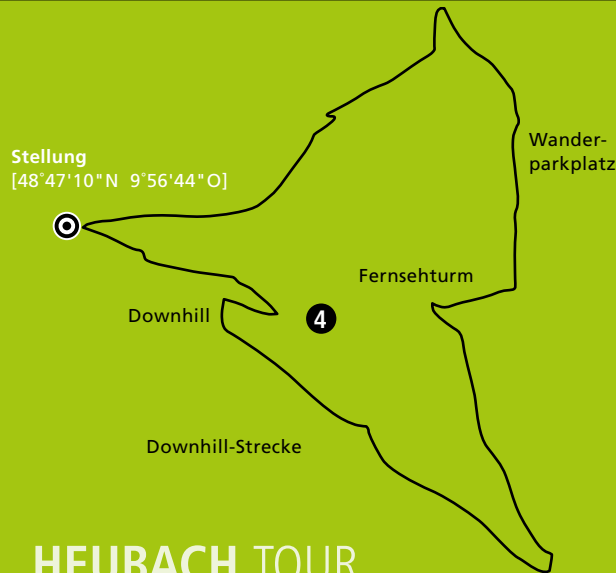 Stellung
[48°47'10"N 9°56'44"O]
Wander-
parkplatz
Fernsehturm
Downhill
4
Downhill-Strecke
HEUBACH TOUR